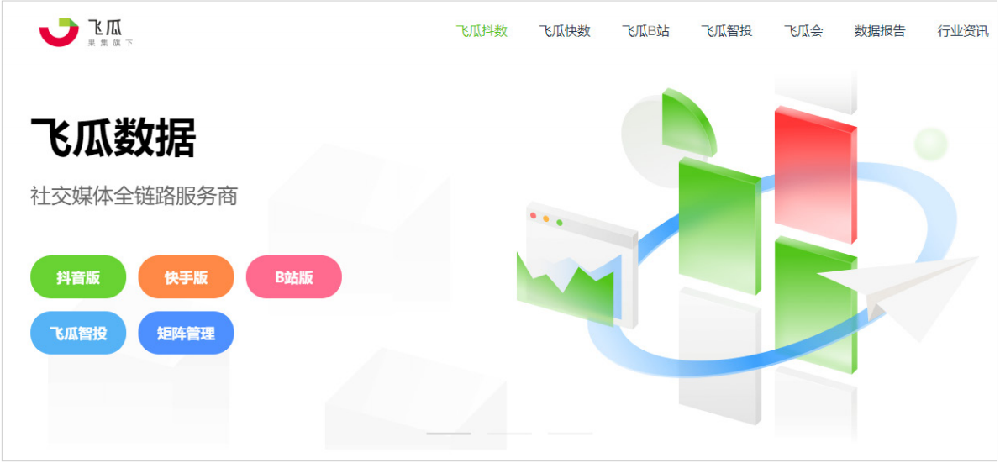 飞瓜
果集旗下
飞瓜抖数 飞瓜快数 飞瓜B站 飞瓜智投 飞瓜会 数据报告 行业资讯
飞瓜数据
社交媒体全链路服务商
抖音版 快手版 B站版
飞瓜智投 矩阵管理